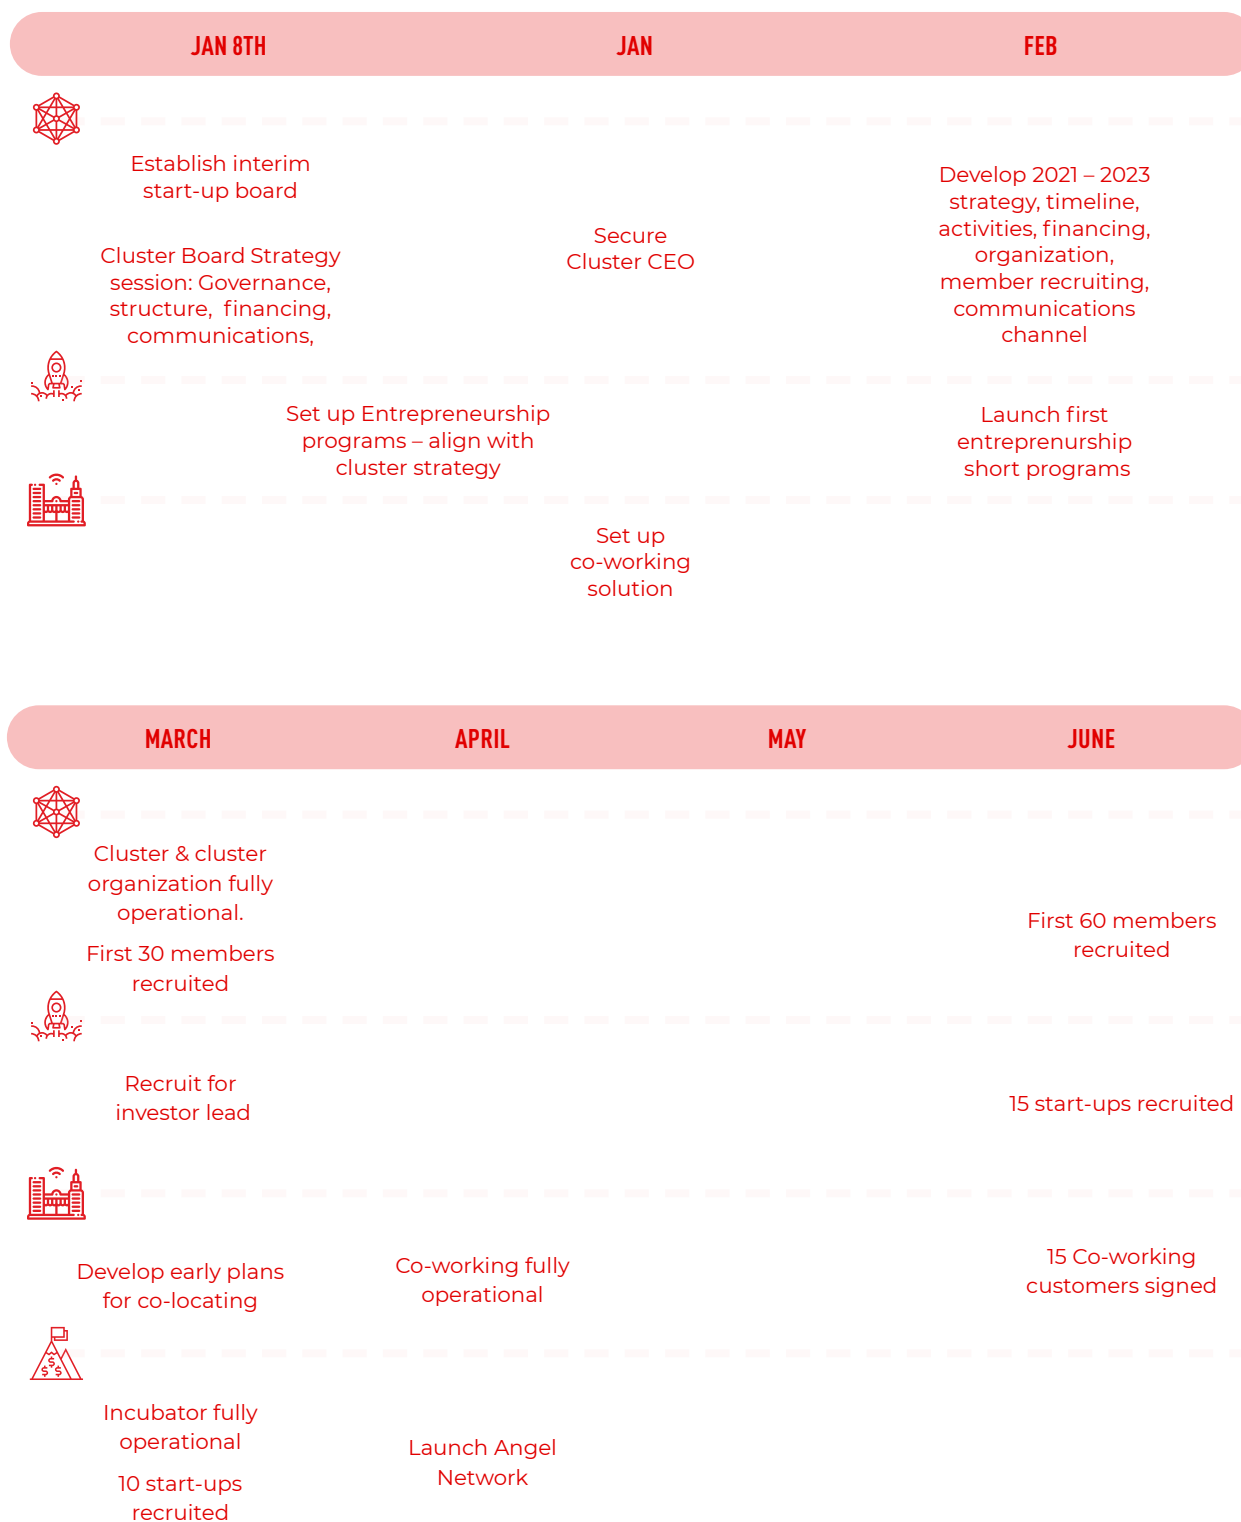 JAN 8TH
JAN
FEB
Establish interim
start-up board
Cluster Board Strategy
session: Governance,
structure, financing,
communications,
Secure
Cluster CEO
Develop 2021 – 2023
strategy, timeline,
activities, financing,
organization,
member recruiting,
communications
channel
Set up Entrepreneurship
programs – align with
cluster strategy
Launch first
entreprenurship
short programs
Set up
co-working
solution
MARCH
APRIL
MAY
JUNE
Cluster & cluster
organization fully
operational.
First 30 members
recruited
First 60 members
recruited
Recruit for
investor lead
15 start-ups recruited
Develop early plans
for co-locating
Co-working fully
operational
15 Co-working
customers signed
$
$ $
Incubator fully
operational
10 start-ups
recruited
Launch Angel
Network